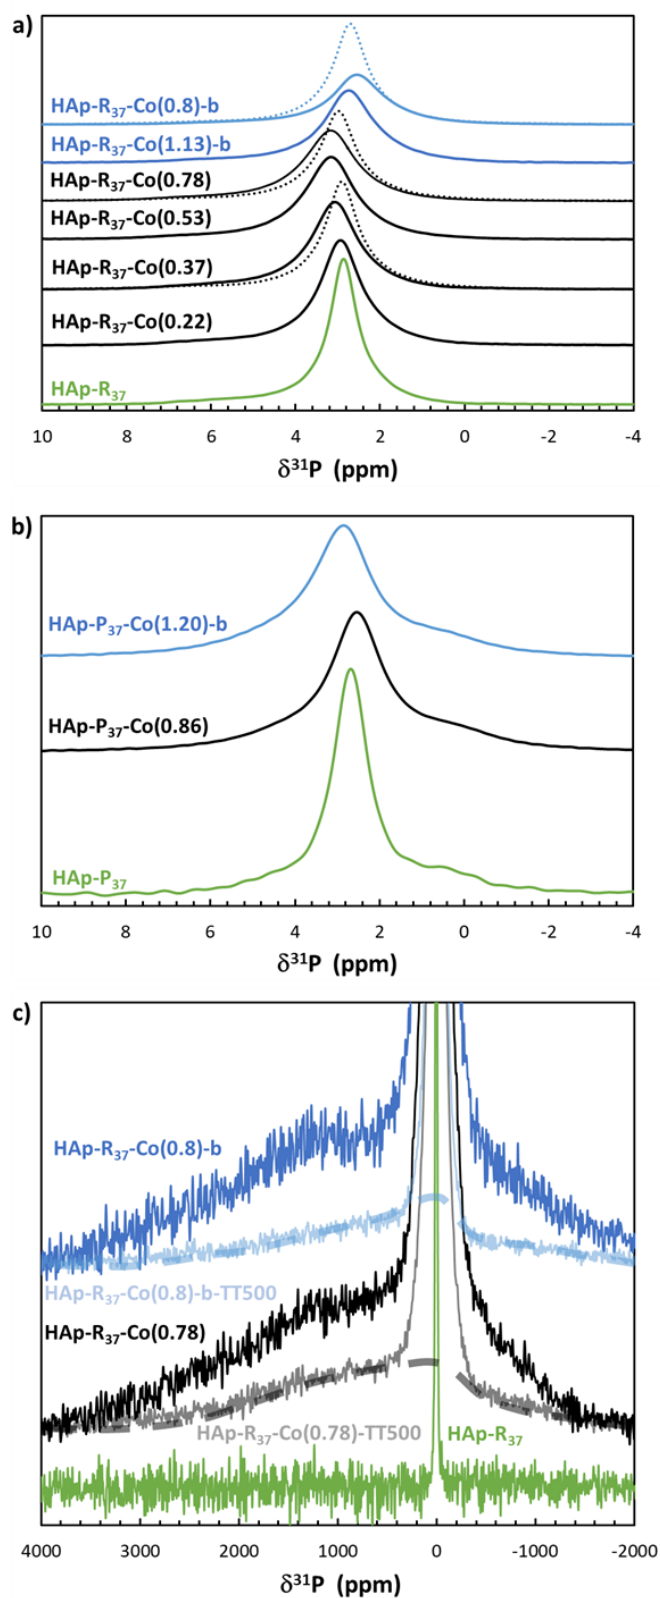 a)
HAp-R₃₇-Co(0.8)-b
HAp-R₃₇-Co(1.13)-b
HAp-R₃₇-Co(0.78)
HAp-R₃₇-Co(0.53)
HAp-R₃₇-Co(0.37)
HAp-R₃₇-Co(0.22)
HAp-R₃₇
10 8 6 4 2 0 -2 -4
δ³¹P (ppm)
b)
HAp-P₃₇-Co(1.20)-b
HAp-P₃₇-Co(0.86)
HAp-P₃₇
10 8 6 4 2 0 -2 -4
δ³¹P (ppm)
c)
HAp-R₃₇-Co(0.8)-b
HAp-R₃₇-Co(0.8)-b-TT500
HAp-R₃₇-Co(0.78)
HAp-R₃₇-Co(0.78)-TT500 HAp-R₃₇
4000 3000 2000 1000 0 -1000 -2000
δ³¹P (ppm)